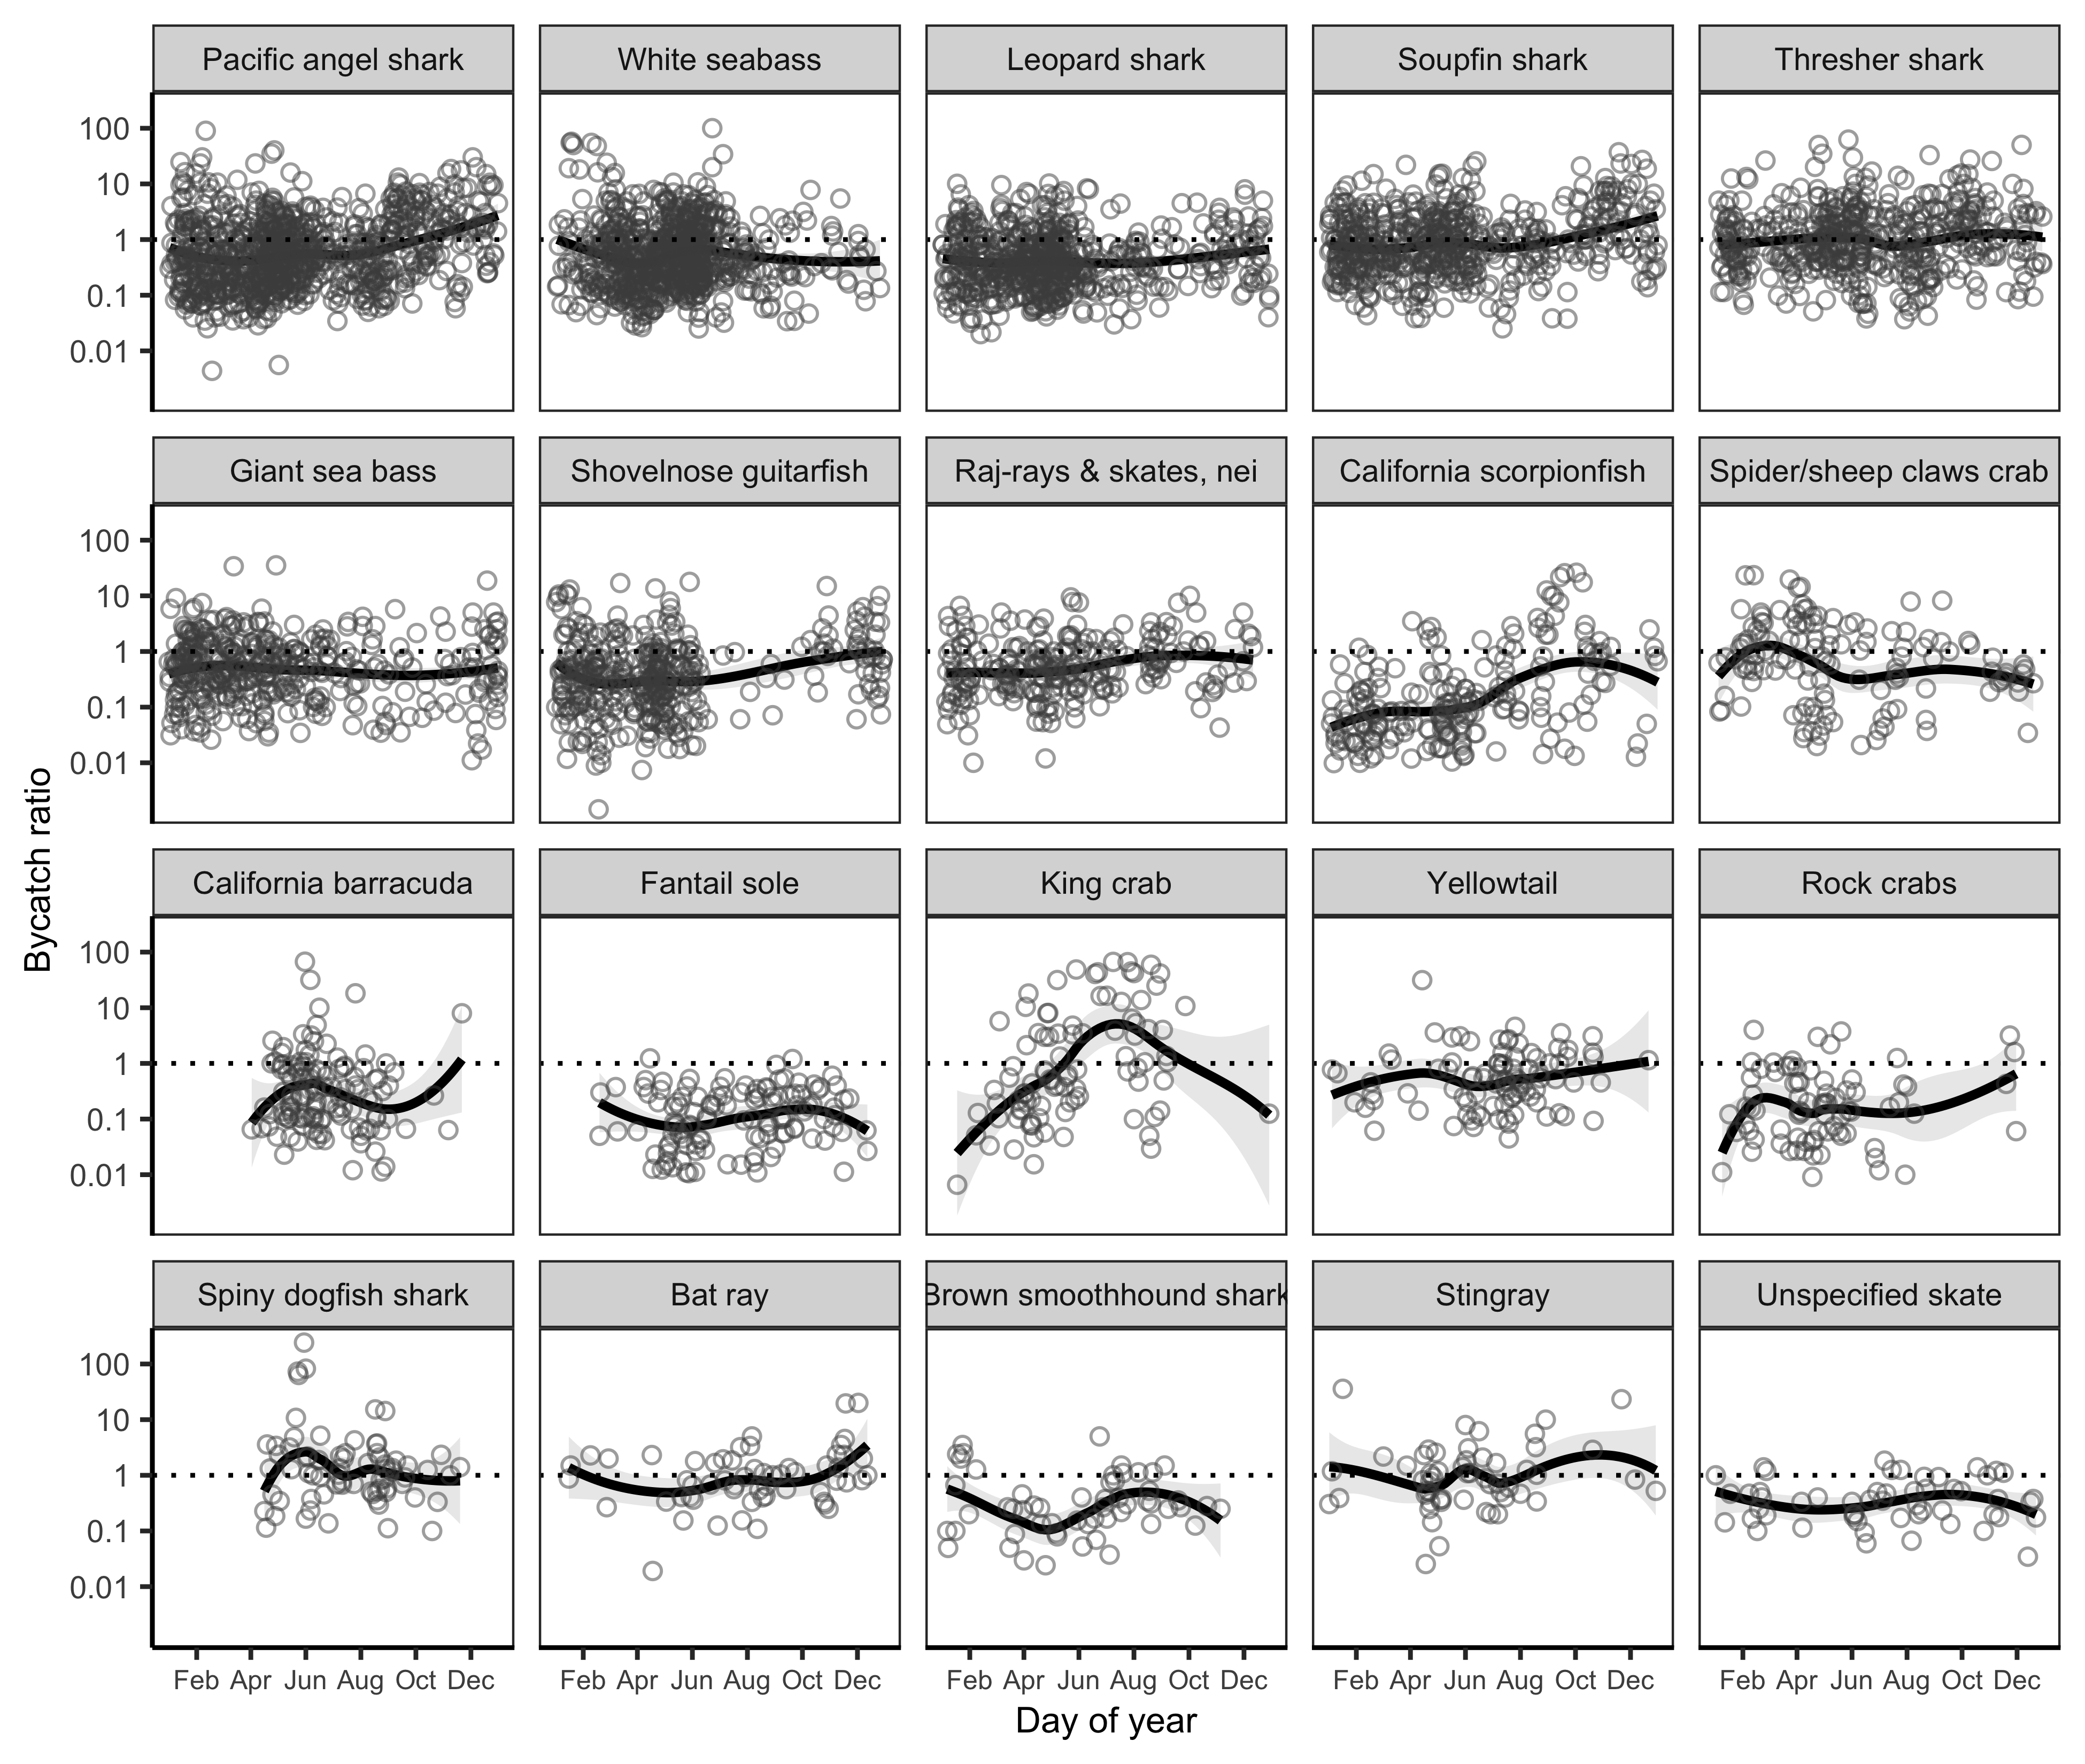 Pacific angel shark
White seabass
Leopard shark
Soupfin shark
Thresher shark
100
10
1
0.1
0.01
Giant sea bass
Shovelnose guitarfish
Raj-rays & skates, nei
California scorpionfish
Spider/sheep claws crab
100
10
1
0.1
0.01
Bycatch ratio
California barracuda
Fantail sole
King crab
Yellowtail
Rock crabs
100
10
1
0.1
0.01
Spiny dogfish shark
Bat ray
Brown smoothhound shark
Stingray
Unspecified skate
100
10
1
0.1
0.01
Feb Apr Jun Aug Oct Dec
Feb Apr Jun Aug Oct Dec
Feb Apr Jun Aug Oct Dec
Feb Apr Jun Aug Oct Dec
Feb Apr Jun Aug Oct Dec
Day of year